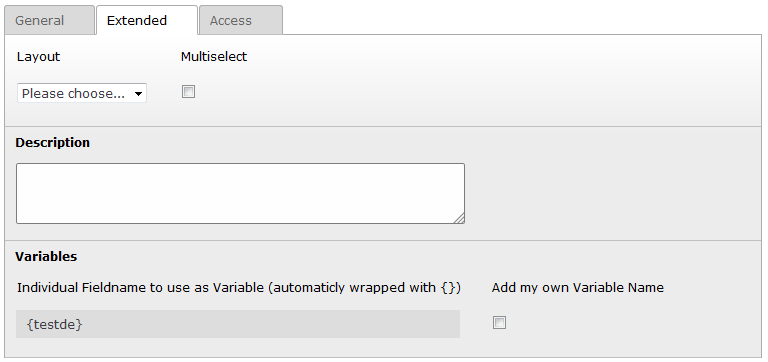 General Extended Access
Layout Multiselect
Please choose...
Description
Variables
Individual Fieldname to use as Variable (automaticly wrapped with {}) Add my own Variable Name
{testde}